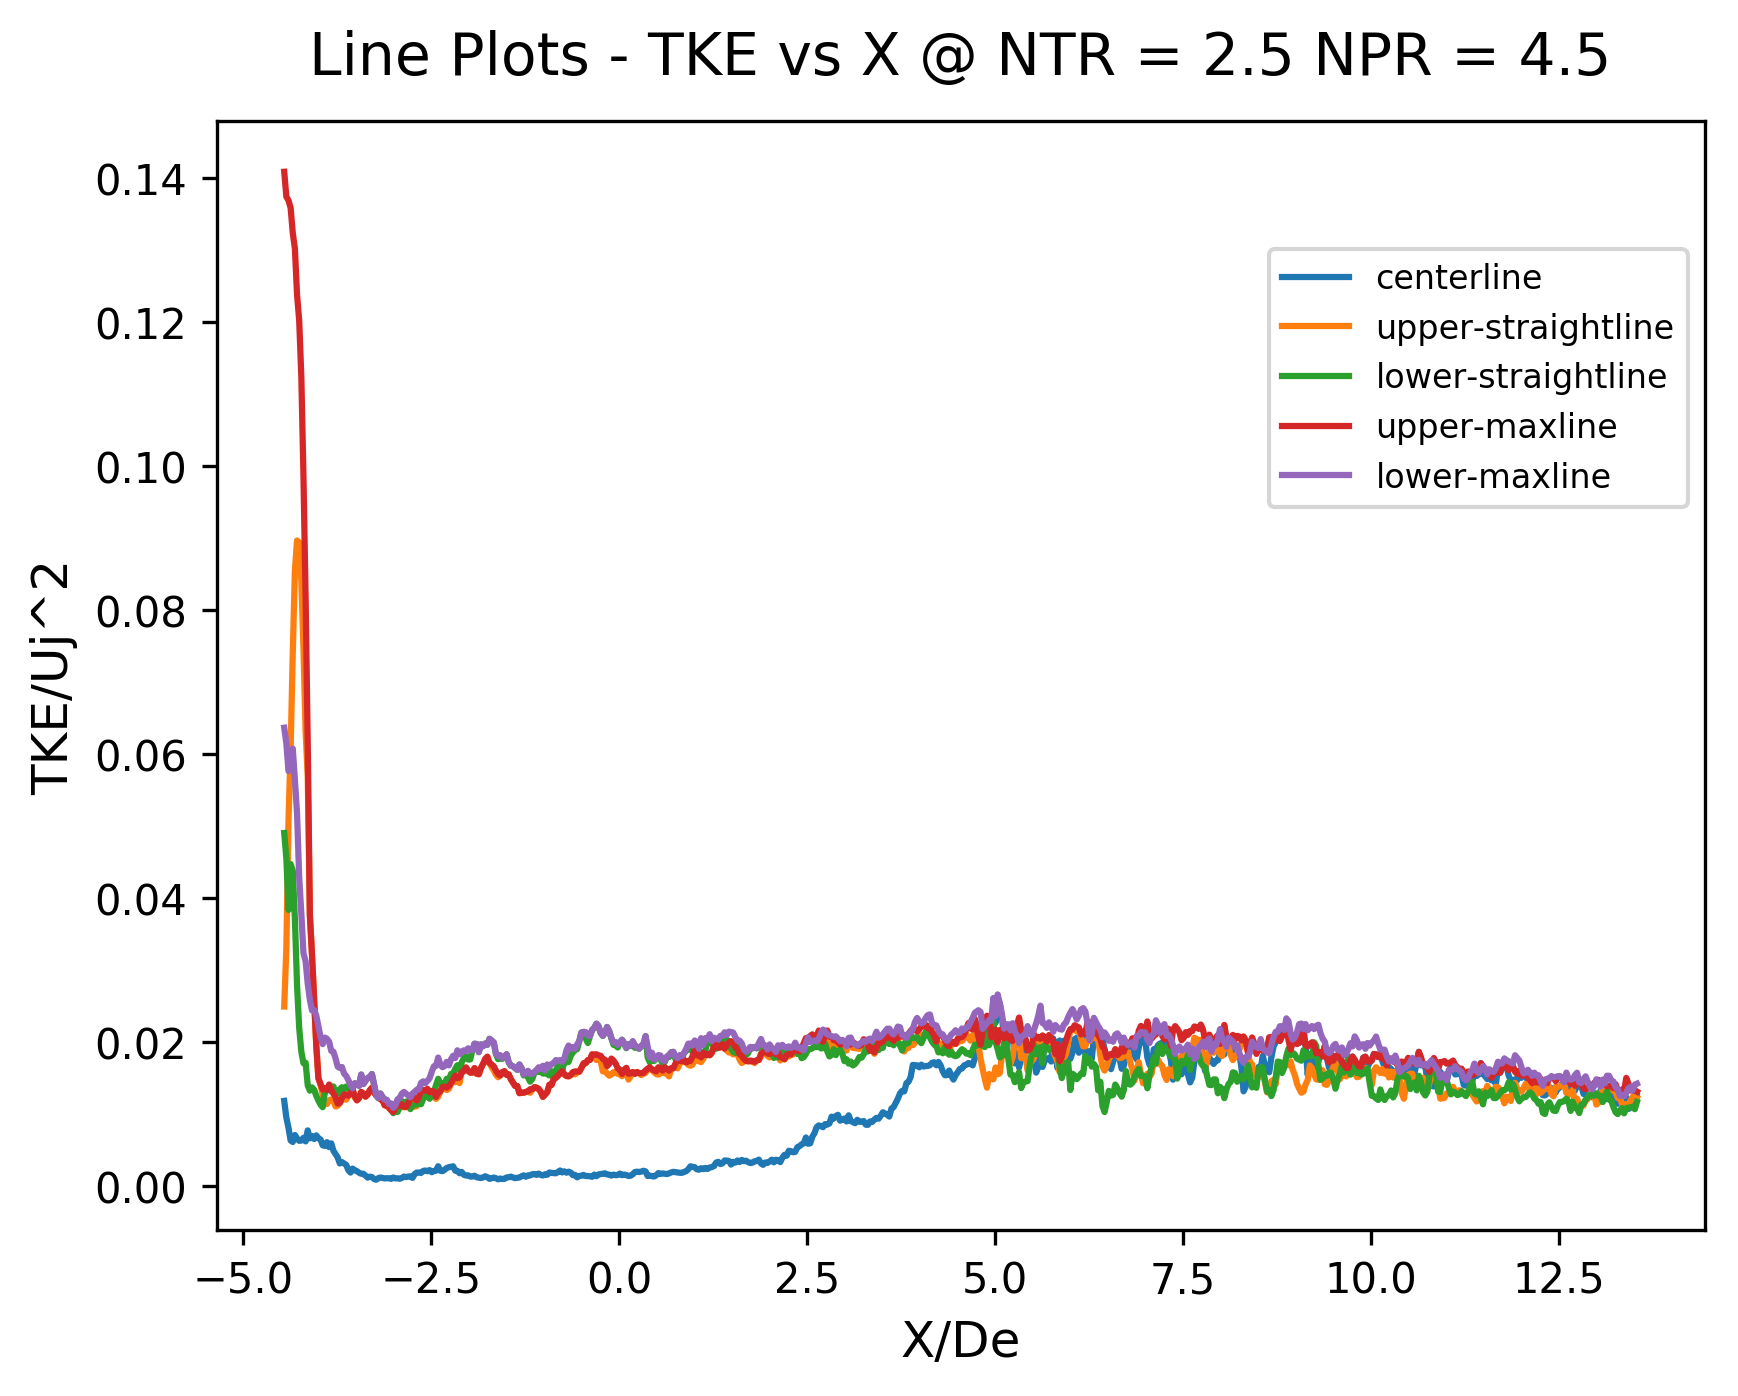 Line Plots - TKE vs X @ NTR = 2.5 NPR = 4.5
0.14
0.12
0.10
0.08
0.06
0.04
0.02
0.00
TKE/Uj^2
centerline
upper-straightline
lower-straightline
upper-maxline
lower-maxline
−5.0 −2.5 0.0 2.5 5.0 7.5 10.0 12.5
X/De